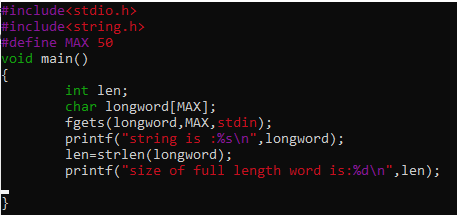 #include<stdio.h>
#include<string.h>
#define MAX 50
void main()
{
        int len;
        char longword[MAX];
        fgets(longword,MAX,stdin);
        printf("string is :%s\n",longword);
        len=strlen(longword);
        printf("size of full length word is:%d\n",len);
}